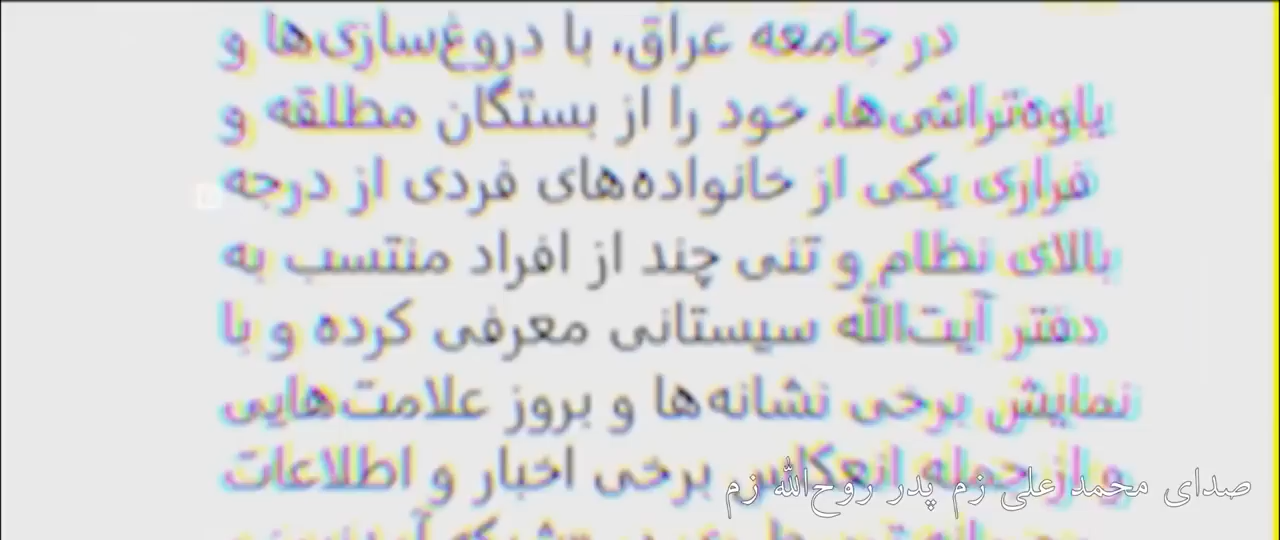 در جامعه عراق، با دروغ‌سازی‌ها و
یاوه‌تراشی‌ها، خود را از بستگان مطلقه و
فراری یکی از خانواده‌های فردی از درجه
بالای نظام و تنی چند از افراد منتسب به
دفتر آیت‌الله سیستانی معرفی کرده و با
نمایش برخی نشانه‌ها و بروز علامت‌هایی
و از جمله انعکاس برخی اخبار و اطلاعات
صدای محمد علی زم پدر روح‌الله زم